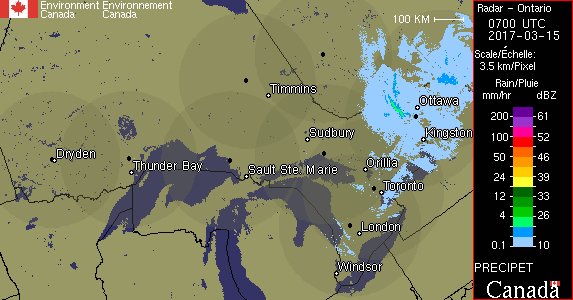 Environment Environnement
Canada Canada
100 KM
Timmins
Ottawa
Sudbury
Kingston
Dryden
Thunder Bay
Sault Ste. Marie
Orillia
Toronto
London
Windsor
Radar - Ontario
0700 UTC
2017-03-15
Scale/Échelle:
3.5 km/Pixel
Rain/Pluie
mm/hr dBZ
200 61
100 52
50 46
24 39
12 33
4 26
0.1 10
PRECIPET
Canada